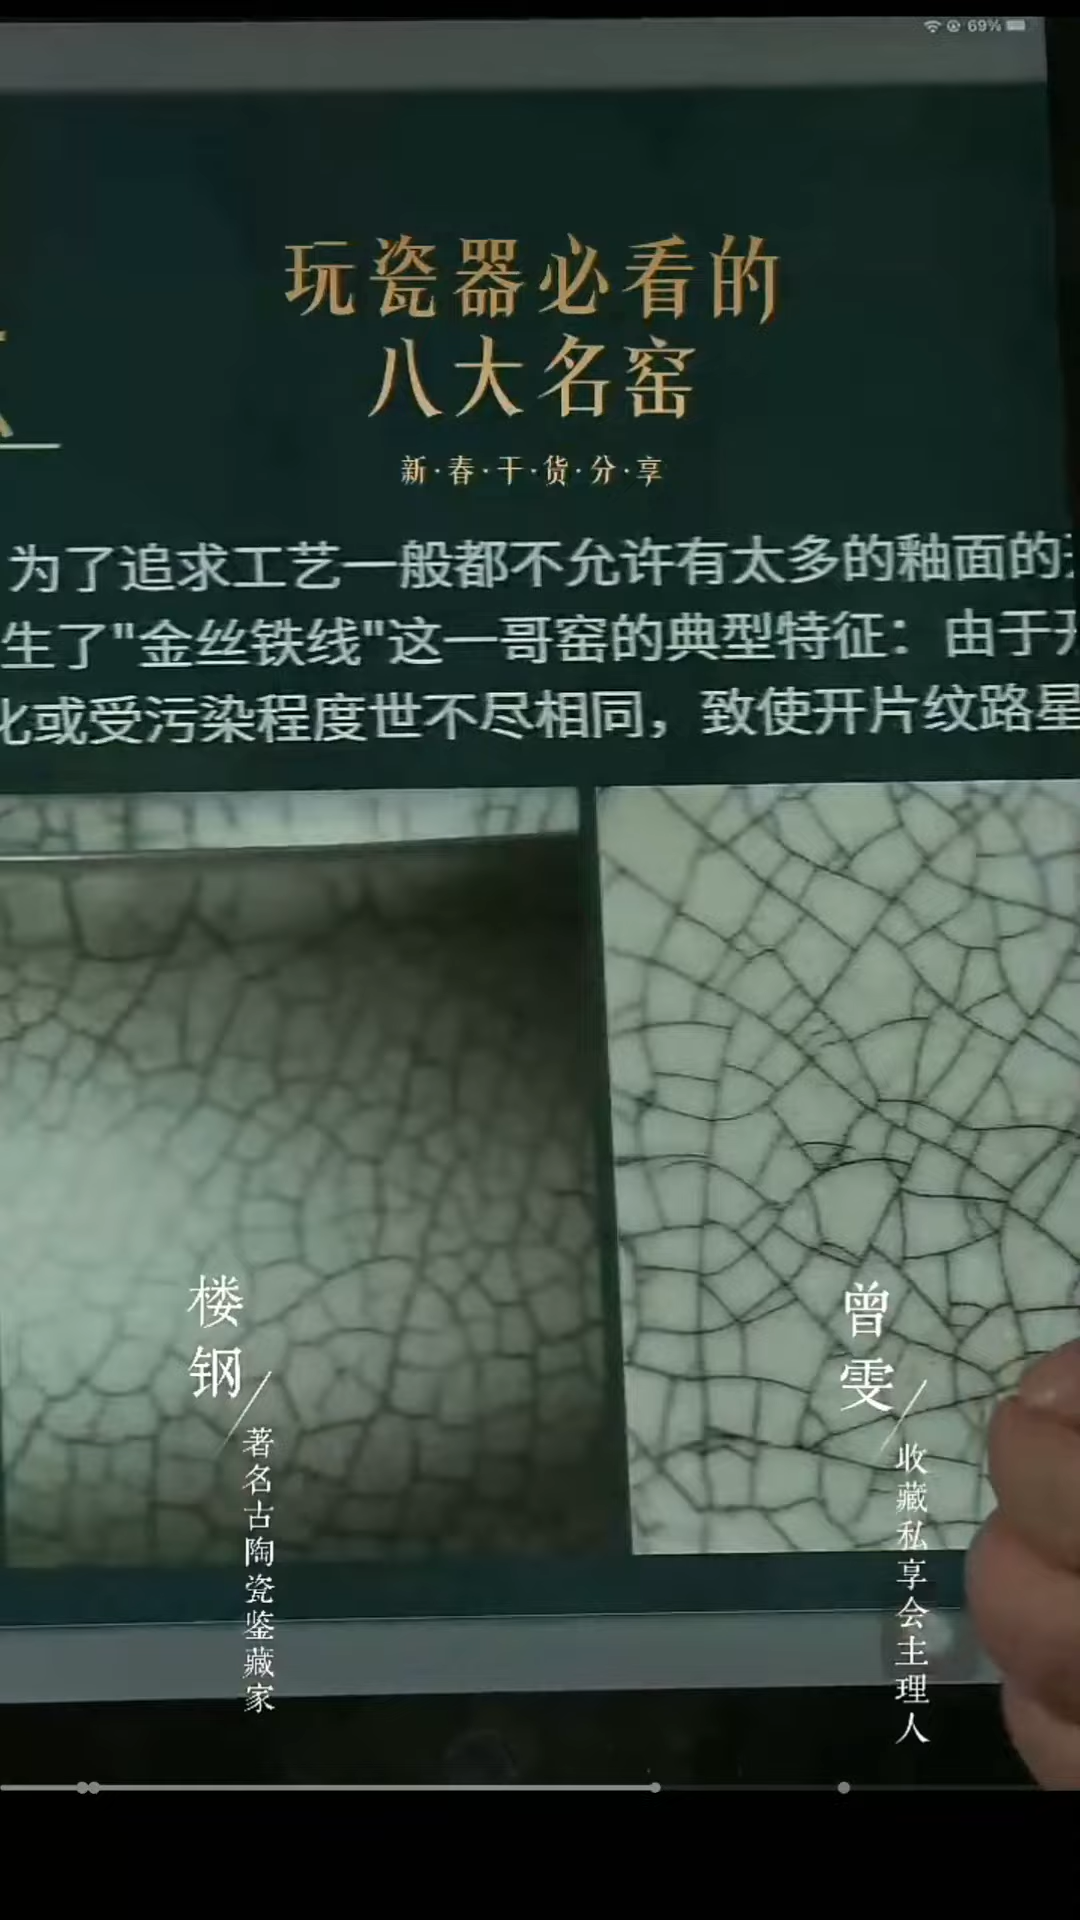 69%
玩瓷器必看的
八大名窑
新·春·干·货·分·享
为了追求工艺一般都不允许有太多的釉面的
生了"金丝铁线"这一哥窑的典型特征：由于开
化或受污染程度世不尽相同，致使开片纹路星
楼钢
著名古陶瓷鉴藏家
曾雯
收藏私享会主理人